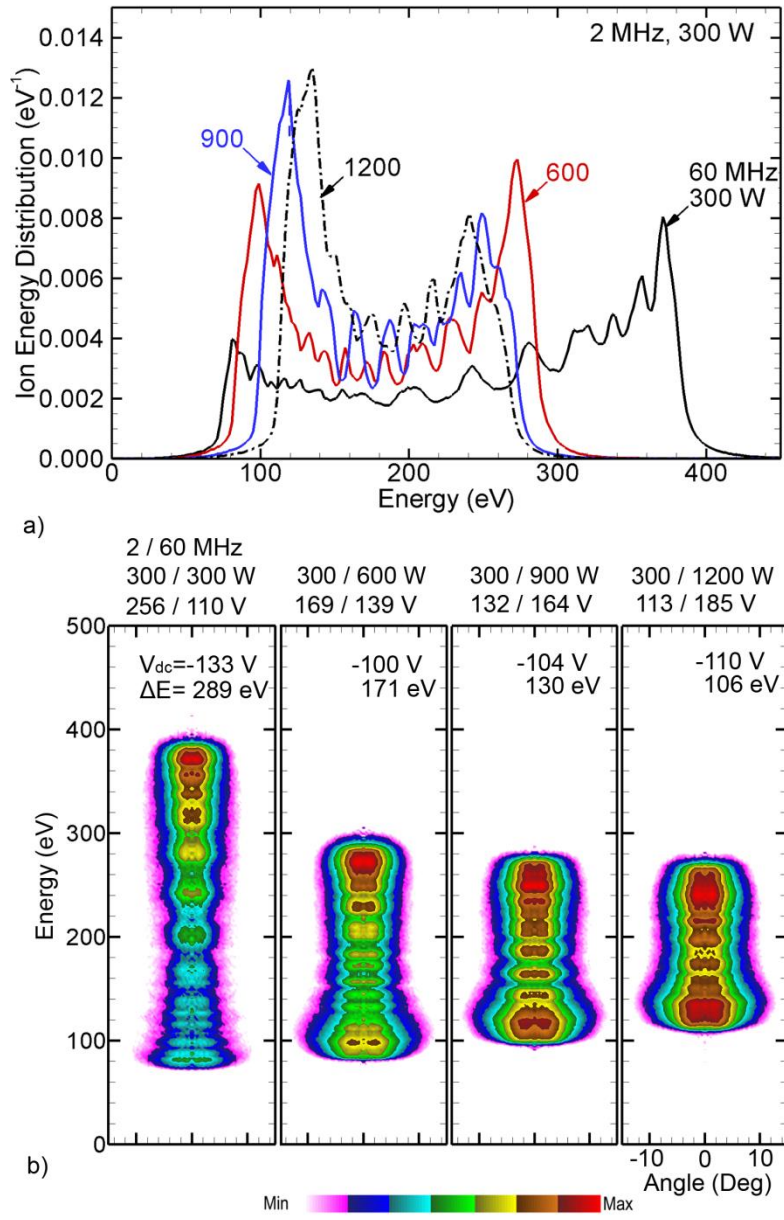 2 MHz, 300 W
Ion Energy Distribution (eV⁻¹)
0.015
0.014
0.012
0.010
0.008
0.006
0.004
0.002
0.000
900
1200
600
60 MHz
300 W
0 100 200 300 400
Energy (eV)
a)
2 / 60 MHz
300 / 300 W 300 / 600 W 300 / 900 W 300 / 1200 W
256 / 110 V 169 / 139 V 132 / 164 V 113 / 185 V
Vdc=-133 V -100 V -104 V -110 V
ΔE= 289 eV 171 eV 130 eV 106 eV
Energy (eV)
500
400
300
200
100
0
-10 0 10
Angle (Deg)
b)
Min Max